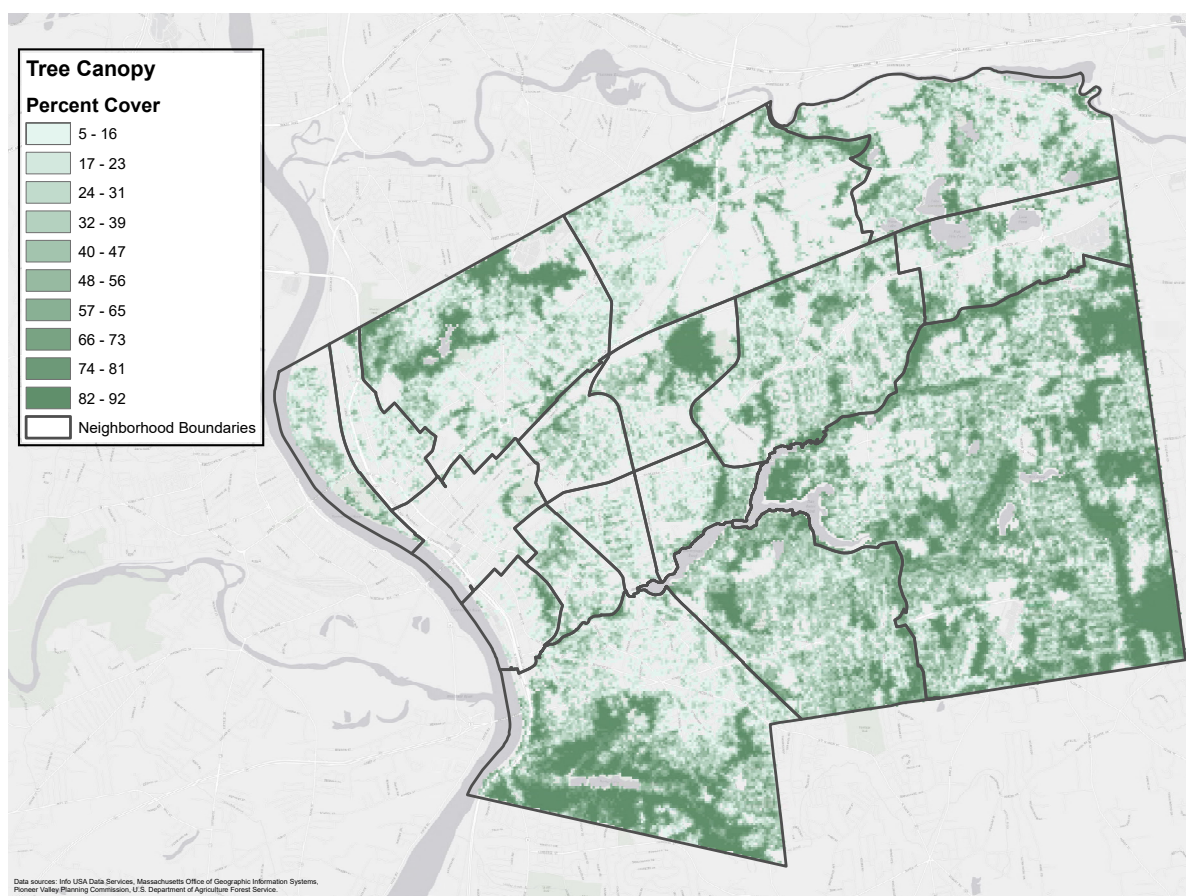 Tree Canopy
Percent Cover
5 - 16
17 - 23
24 - 31
32 - 39
40 - 47
48 - 56
57 - 65
66 - 73
74 - 81
82 - 92
Neighborhood Boundaries
Data sources: Info USA Data Services, Massachusetts Office of Geographic Information Systems,
Pioneer Valley Planning Commission, U.S. Department of Agriculture Forest Service.